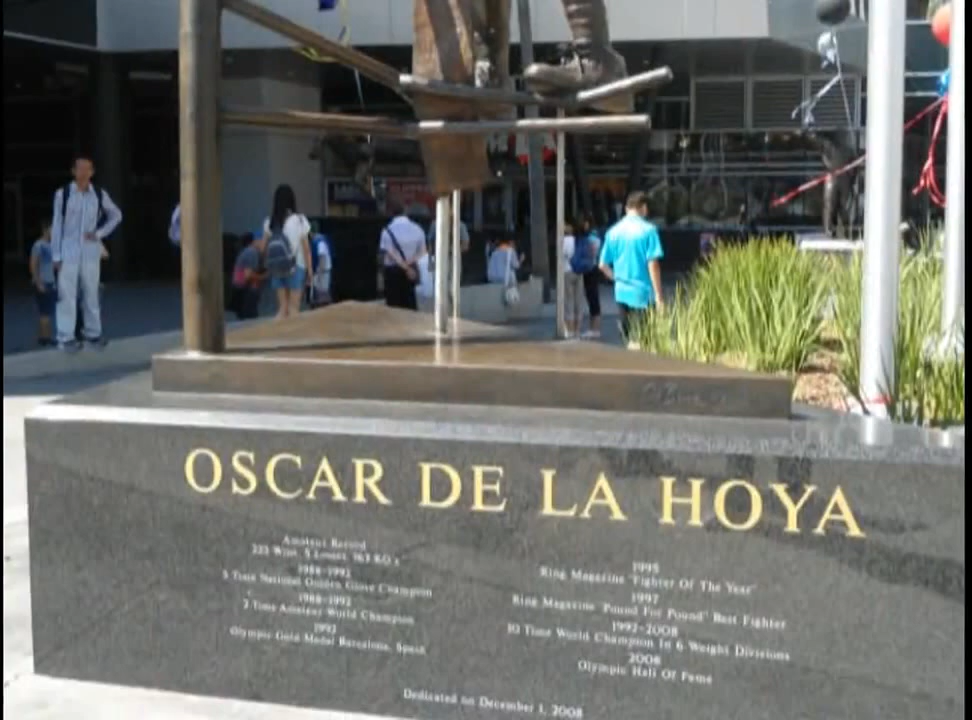 OSCAR DE LA HOYA
Amateur Record
223 Wins, 5 Losses, 163 KO's
1984-1992
5 Time National Golden Glove Champion
1988-1992
2 Time Amateur World Champion
1992
Olympic Gold Medal Barcelona, Spain
1995
Ring Magazine "Fighter Of The Year"
1997
Ring Magazine "Pound For Pound" Best Fighter
1992-2008
10 Time World Champion In 6 Weight Divisions
2008
Olympic Hall Of Fame
Dedicated on December 1, 2008